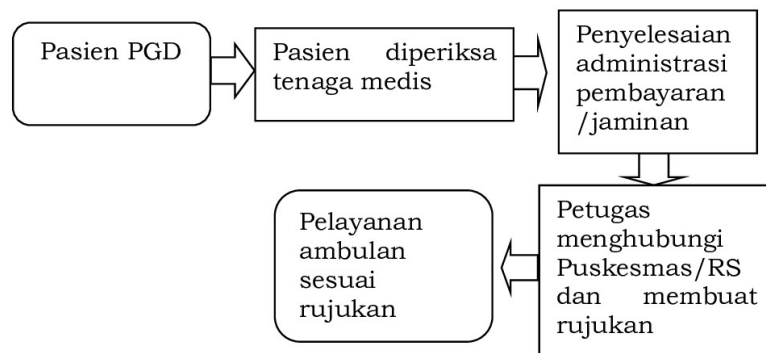 Pasien PGD
Pasien diperiksa
tenaga medis
Penyelesaian
administrasi
pembayaran
/jaminan
Petugas
menghubungi
Puskesmas/RS
dan membuat
rujukan
Pelayanan
ambulan
sesuai
rujukan